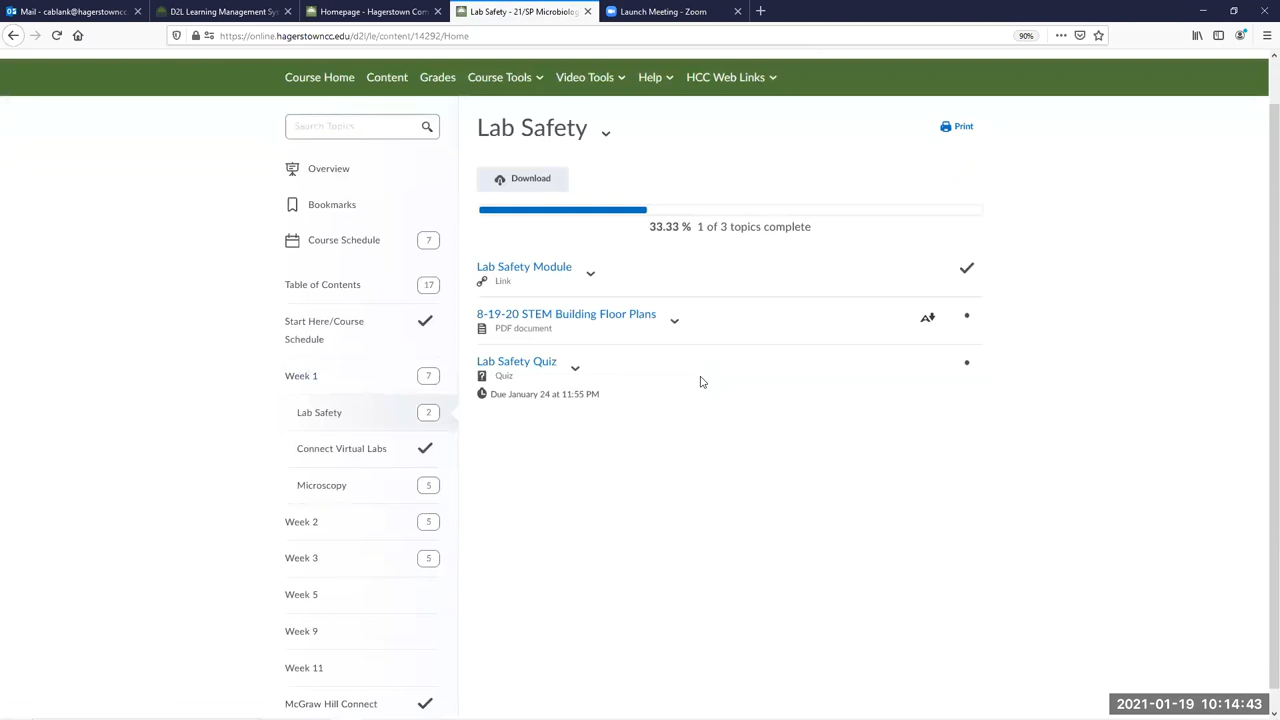 cablank@hagerstowncc
D2L Learning Management Sy
Homepage - Hagerstown Com
Lab Safety - 21/SP Microbiolog
Launch Meeting - Zoom
https://online.hagerstowncc.edu/d2l/le/content/14292/Home
90%
Course Home
Content
Grades
Course Tools
Video Tools
Help
HCC Web Links
Search Topics
Overview
Bookmarks
Course Schedule
7
Table of Contents
17
Start Here/Course
Schedule
Week 1
7
Lab Safety
2
Connect Virtual Labs
Microscopy
5
Week 2
5
Week 3
5
Week 5
Week 9
Week 11
McGraw Hill Connect
Lab Safety
Print
Download
33.33 % 1 of 3 topics complete
Lab Safety Module
Link
8-19-20 STEM Building Floor Plans
PDF document
Lab Safety Quiz
Quiz
Due January 24 at 11:55 PM
2021-01-19 10:14:43